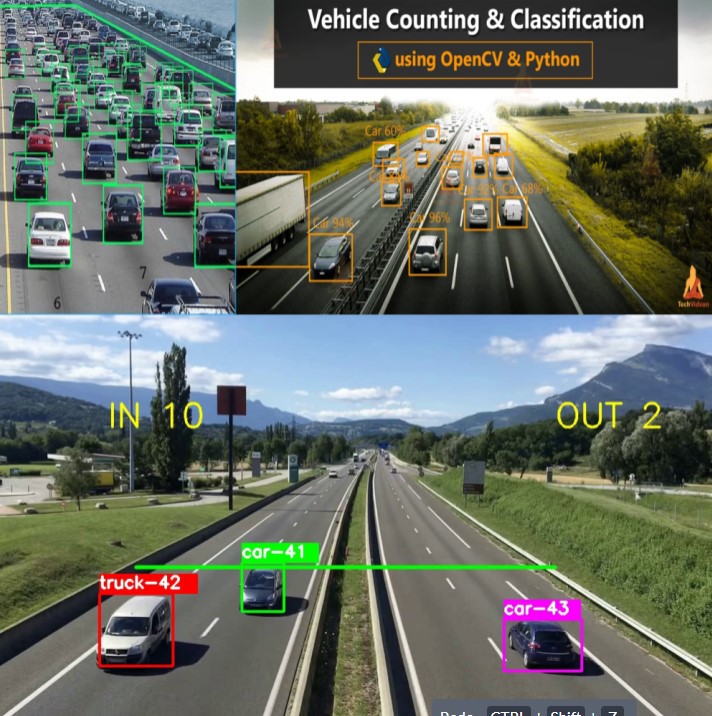 Vehicle Counting & Classification
using OpenCV & Python
Car 60%
Car 94%
Car 96%
Car 68%
TechVidvan
6
7
IN 10
OUT 2
car-41
truck-42
car-43
CTRL + Shift + Z